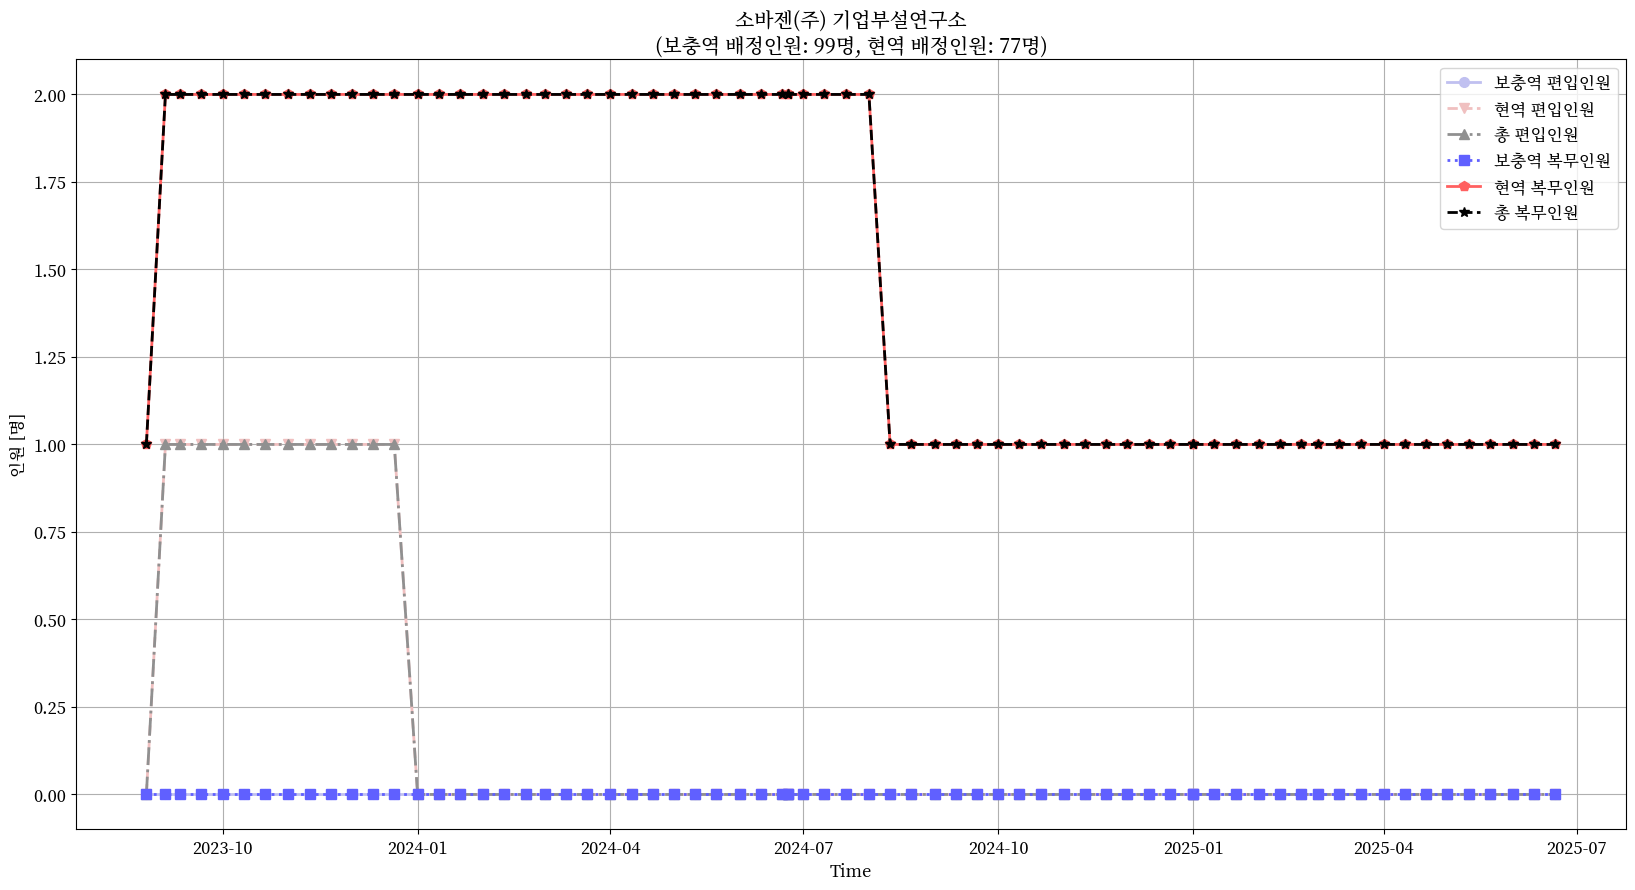 소바젠(주) 기업부설연구소
(보충역 배정인원: 99명, 현역 배정인원: 77명)
보충역 편입인원
현역 편입인원
총 편입인원
보충역 복무인원
현역 복무인원
총 복무인원
인원 [명]
2.00
1.75
1.50
1.25
1.00
0.75
0.50
0.25
0.00
2023-10 2024-01 2024-04 2024-07 2024-10 2025-01 2025-04 2025-07
Time